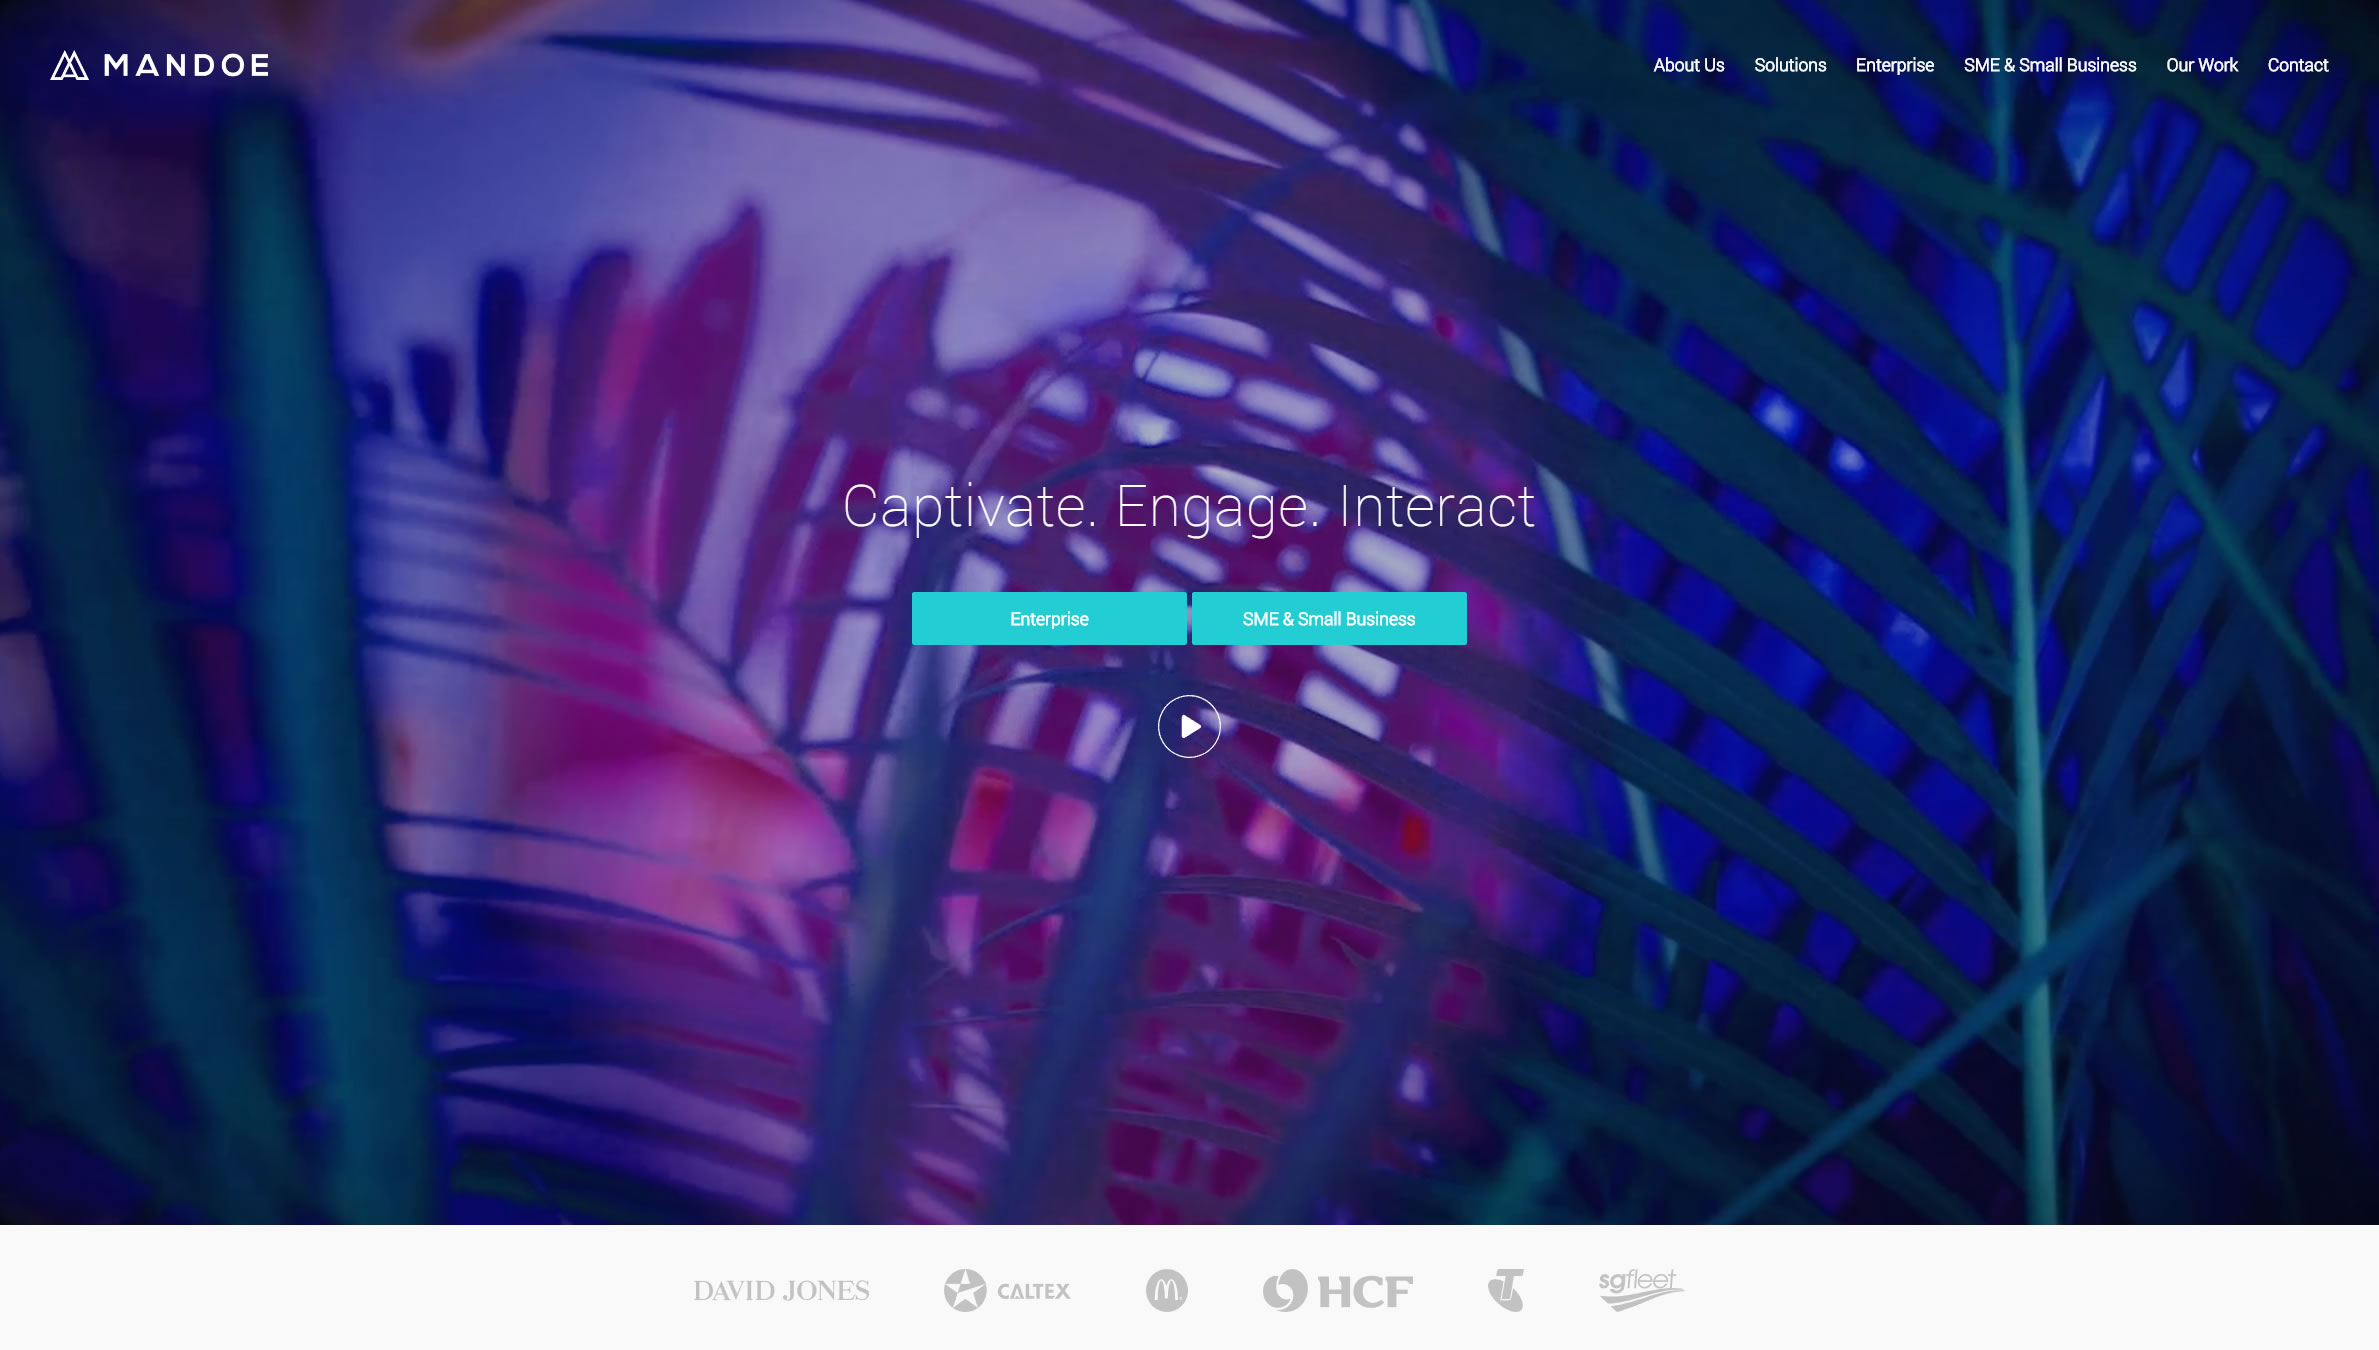 MANDOE
About Us Solutions Enterprise SME & Small Business Our Work Contact
Captivate. Engage. Interact
Enterprise SME & Small Business
DAVID JONES CALTEX HCF T sgfleet